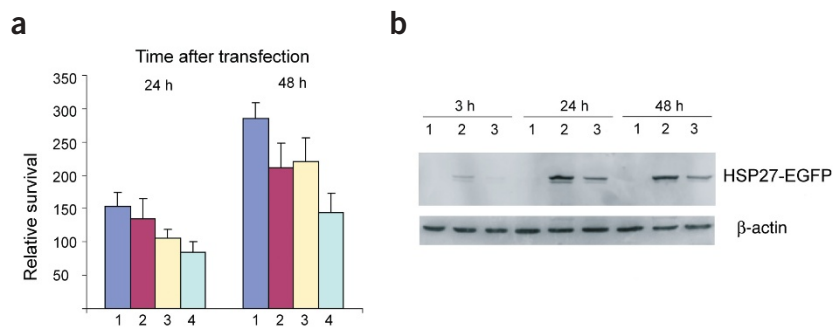 a
Time after transfection
24 h 48 h
Relative survival
350
300
250
200
150
100
50
1 2 3 4 1 2 3 4
b
3 h 24 h 48 h
1 2 3 1 2 3 1 2 3
HSP27-EGFP
β-actin